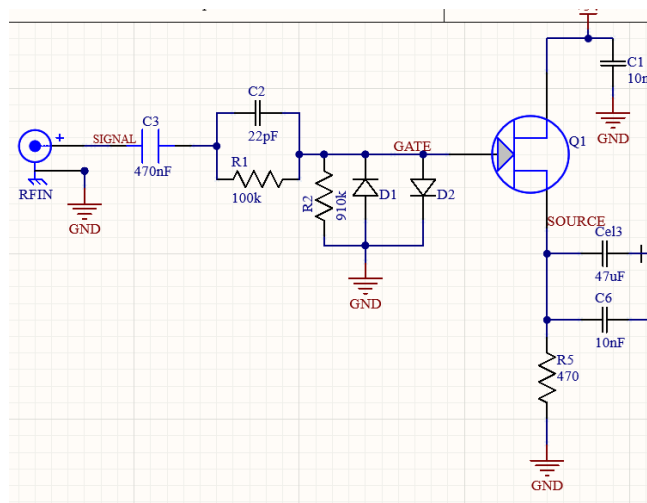 C1
GND
C2
22pF
R1
100k
C3
470nF
SIGNAL
+
RFIN
GND
R2
910k
D1
D2
GND
GATE
Q1
SOURCE
Cel3
47uF
C6
10nF
R5
470
GND